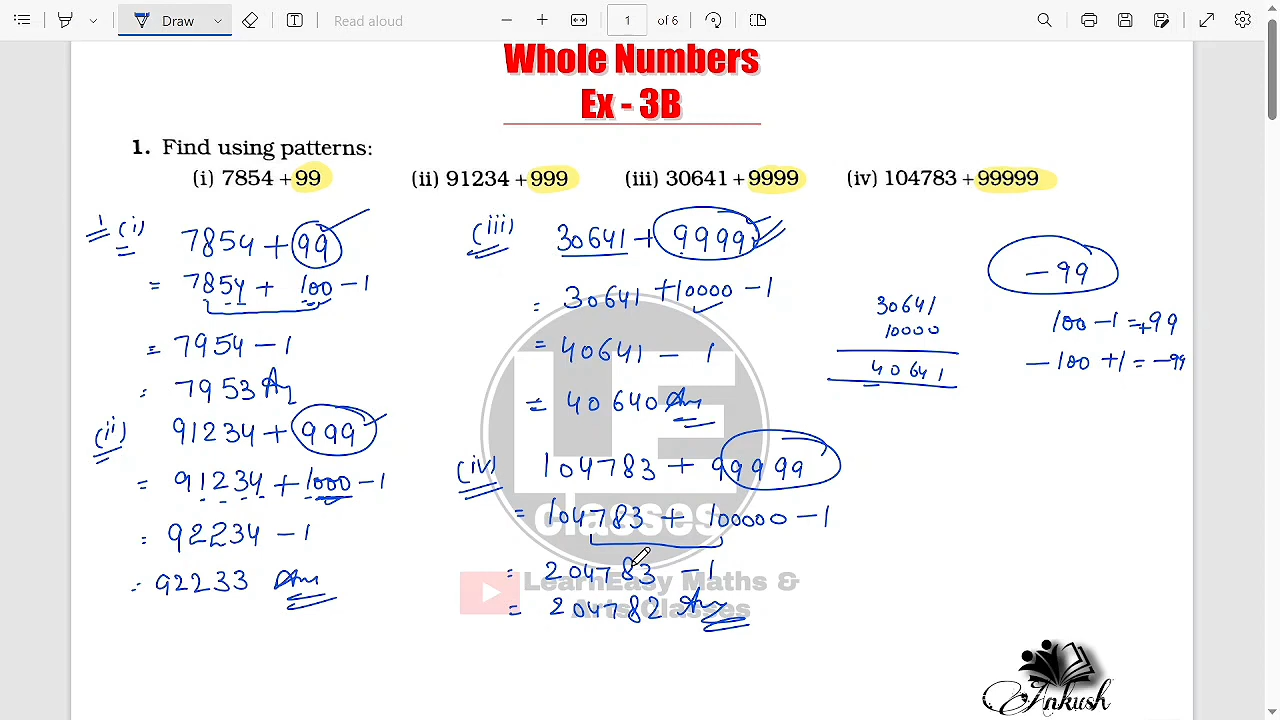 Draw
Read aloud
1
of 6
Whole Numbers
Ex - 3B
1. Find using patterns:
(i) 7854 + 99 (ii) 91234 + 999 (iii) 30641 + 9999 (iv) 104783 + 99999
1 (i) 7854 + 99
= 7854 + 100 - 1
= 7954 - 1
= 7953 Ans
(ii) 91234 + 999
= 91234 + 1000 - 1
= 92234 - 1
= 92233 Ans
(iii) 30641 + 9999
= 30641 + 10000 - 1
= 40641 - 1
= 40640 Ans
(iv) 104783 + 99999
= 104783 + 100000 - 1
= 204783 - 1
= 204782 Ans
30641
10000
40641
- 99
100 - 1 = +99
- 100 + 1 = -99
LE
classes
LearnEasy Maths &
Arts Classes
Ankush